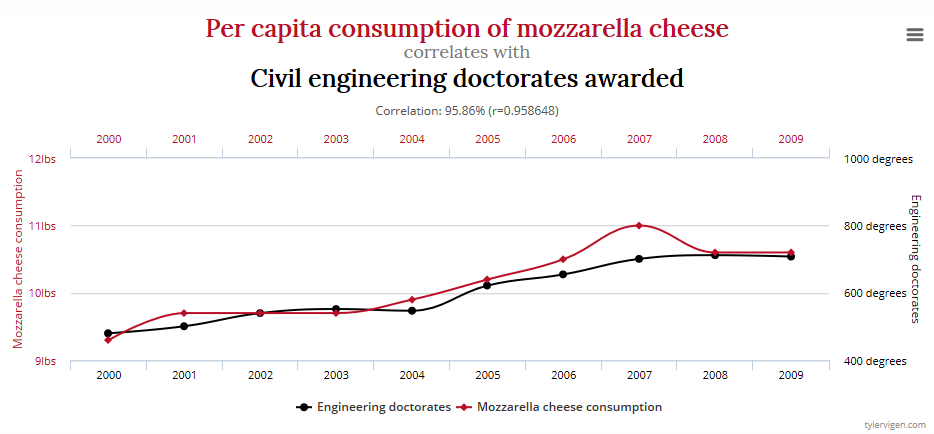 Per capita consumption of mozzarella cheese
correlates with
Civil engineering doctorates awarded
Correlation: 95.86% (r=0.958648)
2000 2001 2002 2003 2004 2005 2006 2007 2008 2009
12lbs 1000 degrees
Mozzarella cheese consumption
Engineering doctorates
11lbs 800 degrees
10lbs 600 degrees
9lbs 400 degrees
2000 2001 2002 2003 2004 2005 2006 2007 2008 2009
Engineering doctorates Mozzarella cheese consumption
tylervigen.com